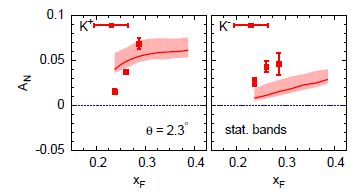 0.1
K+
K-
0.05
A_N
0
θ = 2.3°
stat. bands
-0.05
0.2 0.3 0.4 0.2 0.3 0.4
x_F x_F